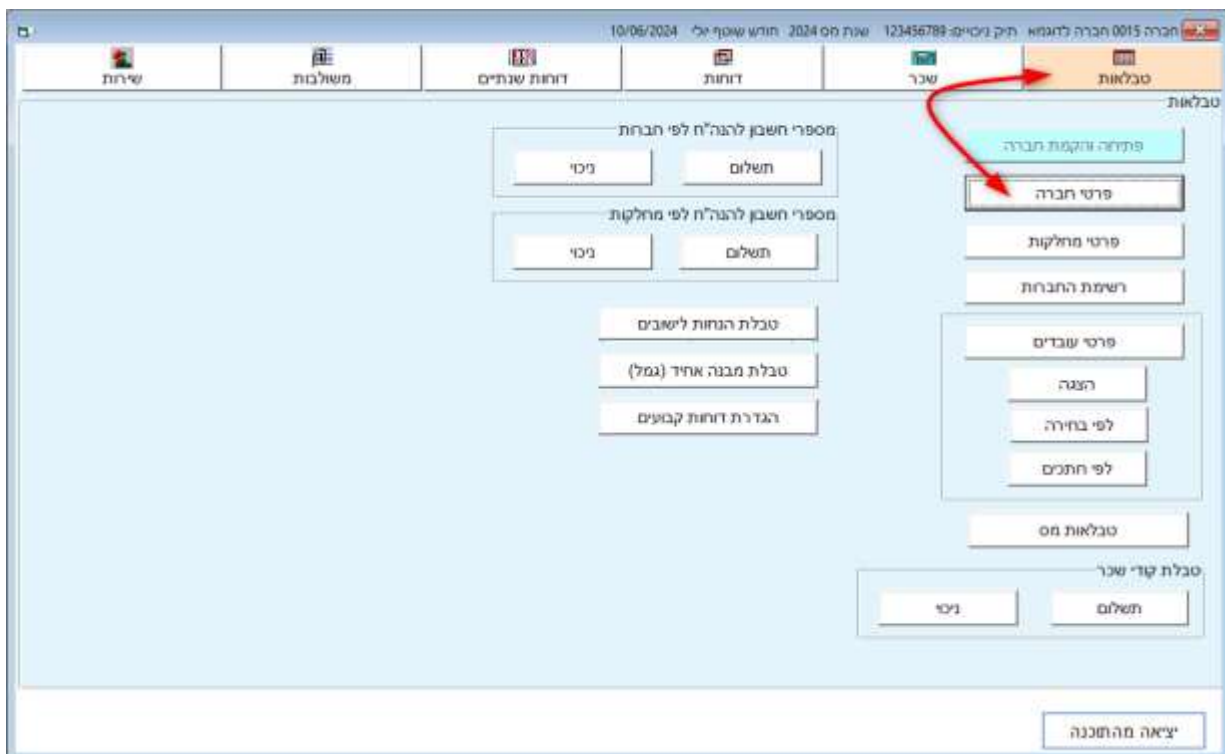 חברה 0015 חברה לדוגמא תיק ניכויים: 123456789 שנת מס 2024 חודש שוטף יולי 10/06/2024
טבלאות שכר דוחות דוחות שנתיים משולבות שירות
טבלאות
פתיחה והקמת חברה
פרטי חברה
פרטי מחלקות
רשימת החברות
פרטי עובדים
הצגה
לפי בחירה
לפי חתכים
טבלאות מס
טבלת קודי שכר
תשלום ניכוי
מספרי חשבון להנה"ח לפי חברות
תשלום ניכוי
מספרי חשבון להנה"ח לפי מחלקות
תשלום ניכוי
טבלת הנחות לישובים
טבלת מבנה אחיד (גמל)
הגדרת דוחות קבועים
יציאה מהתוכנה